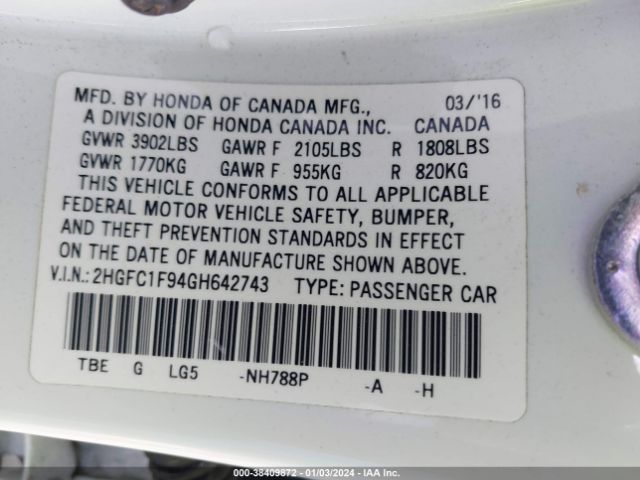 MFD. BY HONDA OF CANADA MFG., 03/'16
A DIVISION OF HONDA CANADA INC. CANADA
GVWR 3902LBS GAWR F 2105LBS R 1808LBS
GVWR 1770KG GAWR F 955KG R 820KG
THIS VEHICLE CONFORMS TO ALL APPLICABLE
FEDERAL MOTOR VEHICLE SAFETY, BUMPER,
AND THEFT PREVENTION STANDARDS IN EFFECT
ON THE DATE OF MANUFACTURE SHOWN ABOVE.
V.I.N.:2HGFC1F94GH642743 TYPE: PASSENGER CAR
TBE G LG5 -NH788P -A -H
000-38409872 - 01/03/2024 - IAA Inc.